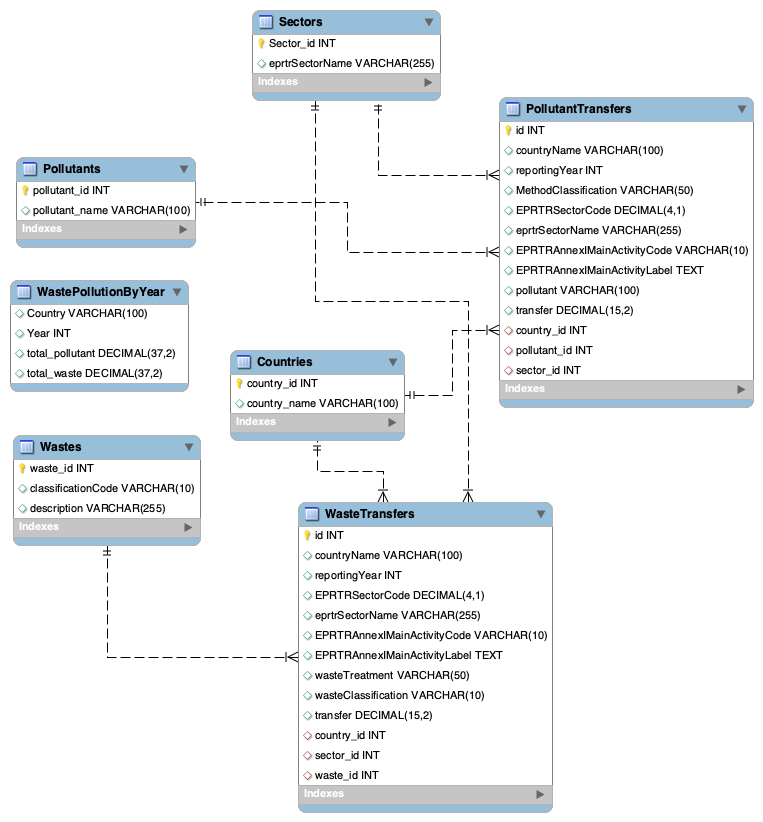 Sectors
Sector_id INT
eprtrSectorName VARCHAR(255)
Indexes
PollutantTransfers
id INT
countryName VARCHAR(100)
reportingYear INT
MethodClassification VARCHAR(50)
EPRTRSectorCode DECIMAL(4,1)
eprtrSectorName VARCHAR(255)
EPRTRAnnexIMainActivityCode VARCHAR(10)
EPRTRAnnexIMainActivityLabel TEXT
pollutant VARCHAR(100)
transfer DECIMAL(15,2)
country_id INT
pollutant_id INT
sector_id INT
Indexes
Pollutants
pollutant_id INT
pollutant_name VARCHAR(100)
Indexes
WastePollutionByYear
Country VARCHAR(100)
Year INT
total_pollutant DECIMAL(37,2)
total_waste DECIMAL(37,2)
Countries
country_id INT
country_name VARCHAR(100)
Indexes
Wastes
waste_id INT
classificationCode VARCHAR(10)
description VARCHAR(255)
Indexes
WasteTransfers
id INT
countryName VARCHAR(100)
reportingYear INT
EPRTRSectorCode DECIMAL(4,1)
eprtrSectorName VARCHAR(255)
EPRTRAnnexIMainActivityCode VARCHAR(10)
EPRTRAnnexIMainActivityLabel TEXT
wasteTreatment VARCHAR(50)
wasteClassification VARCHAR(10)
transfer DECIMAL(15,2)
country_id INT
sector_id INT
waste_id INT
Indexes